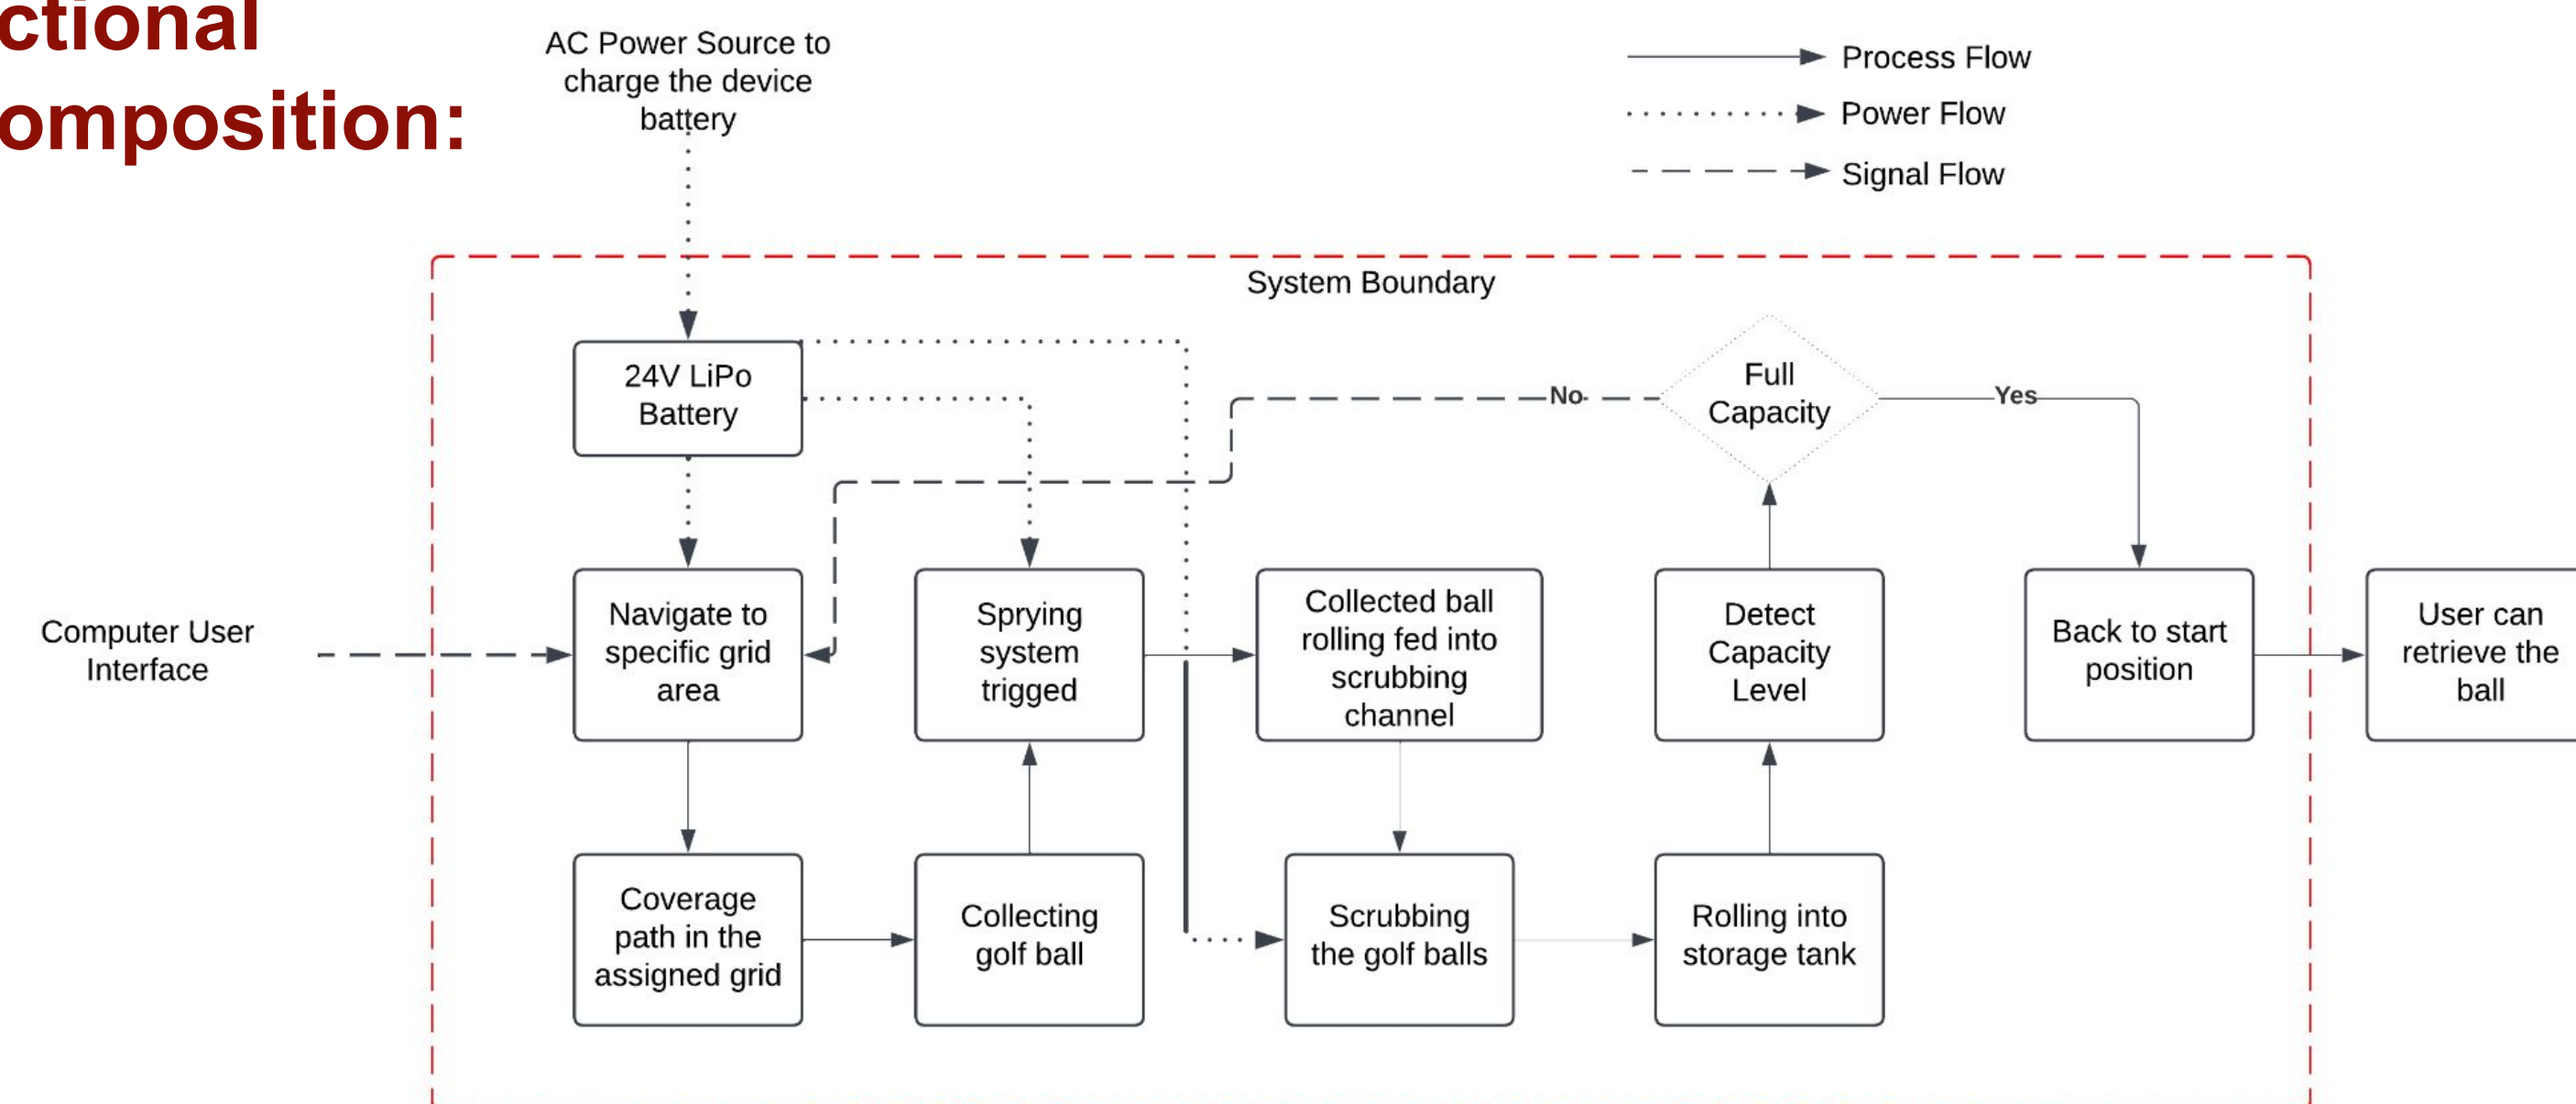 ctional
omposition:
AC Power Source to
charge the device
battery
Process Flow
Power Flow
Signal Flow
System Boundary
24V LiPo
Battery
No
Full
Capacity
Yes
Computer User
Interface
Navigate to
specific grid
area
Sprying
system
trigged
Collected ball
rolling fed into
scrubbing
channel
Detect
Capacity
Level
Back to start
position
User can
retrieve the
ball
Coverage
path in the
assigned grid
Collecting
golf ball
Scrubbing
the golf balls
Rolling into
storage tank